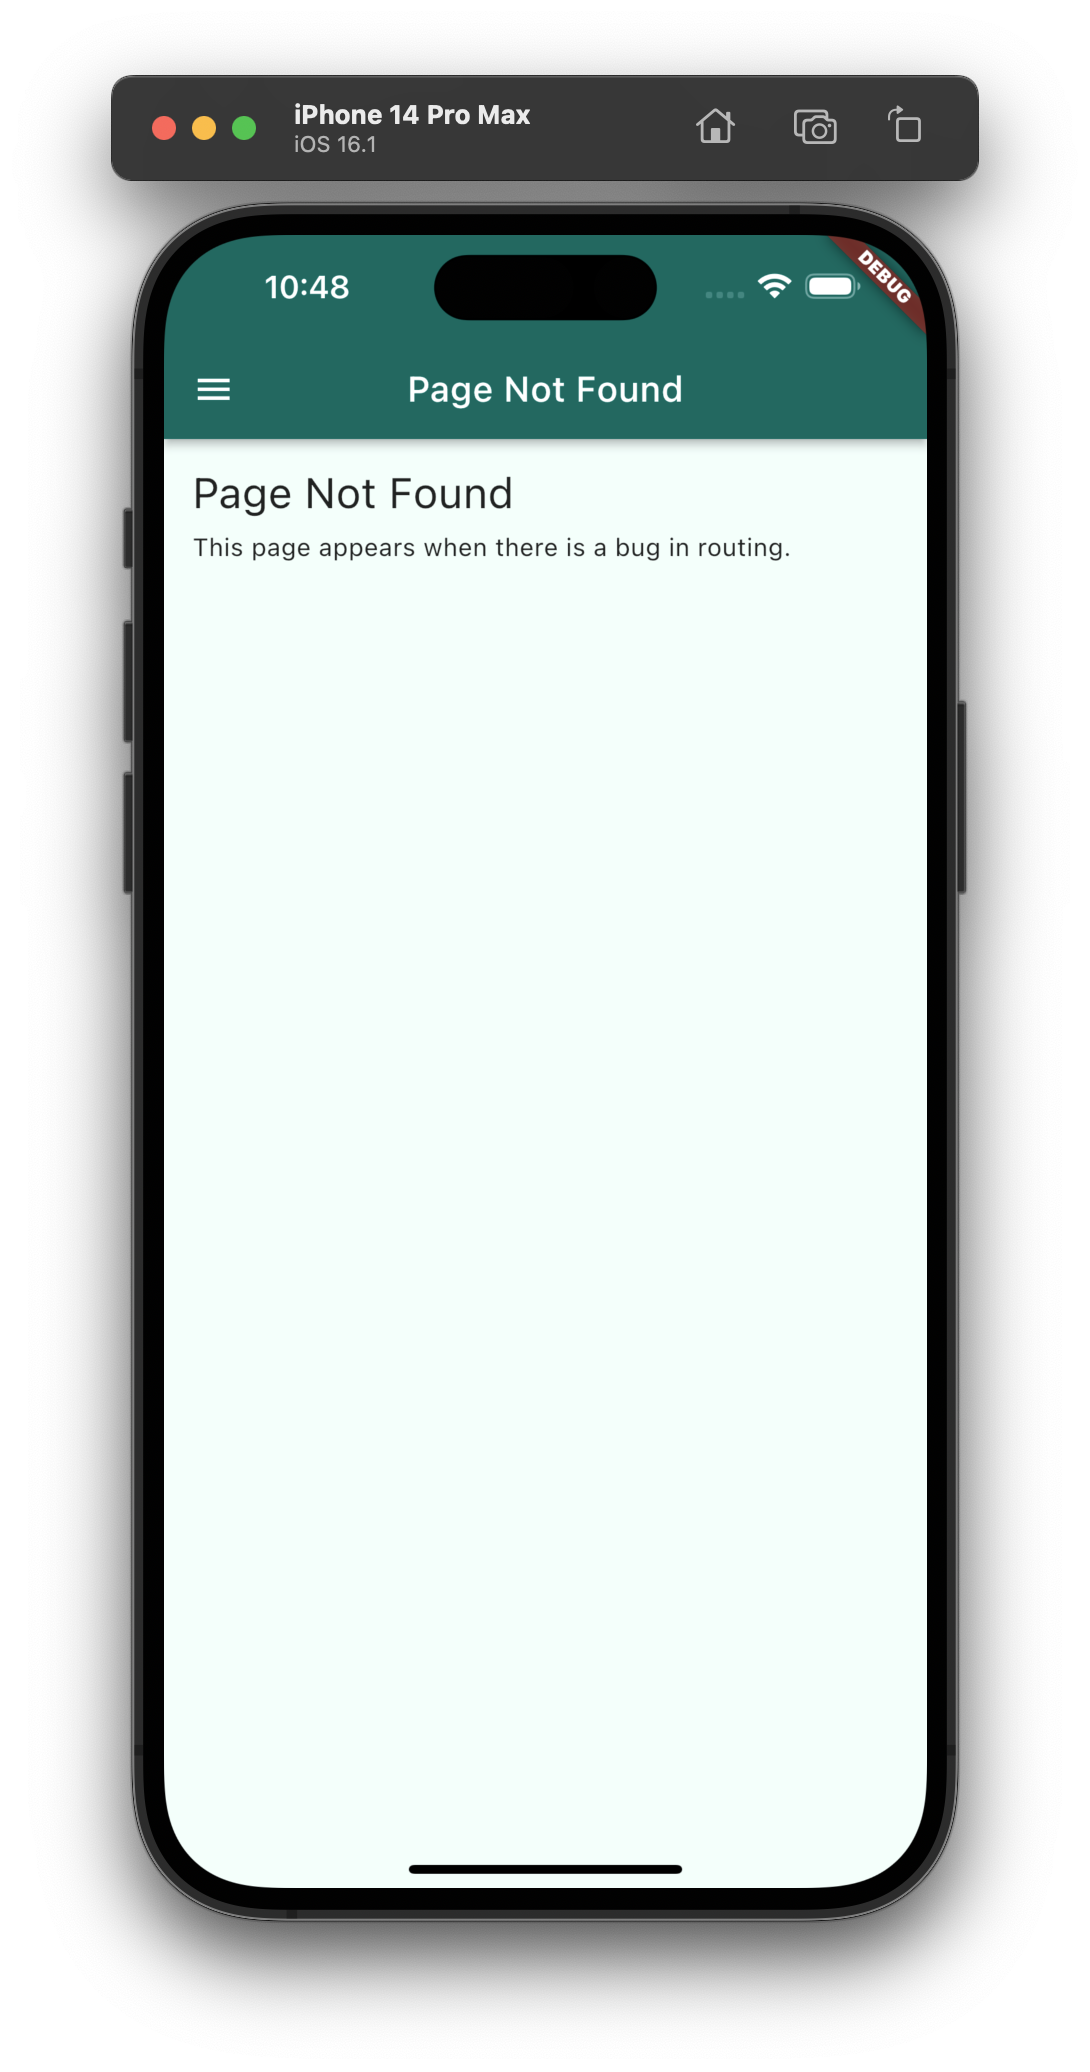 iPhone 14 Pro Max
iOS 16.1
10:48
DEBUG
Page Not Found
Page Not Found
This page appears when there is a bug in routing.